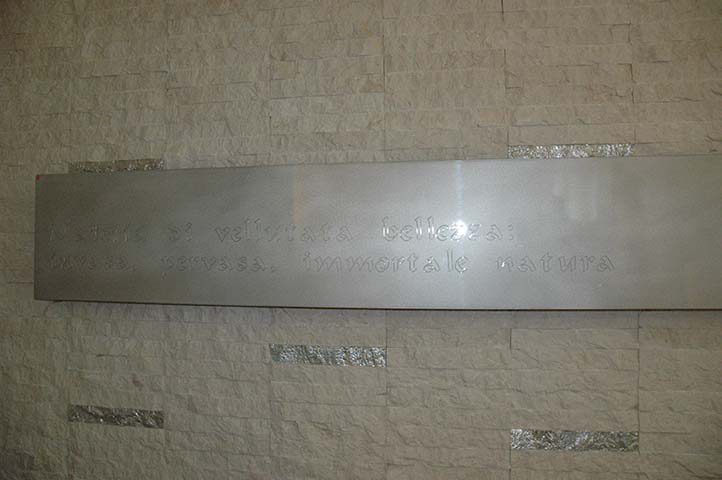 di vellutata bellezza:
pervasa, immortale natura